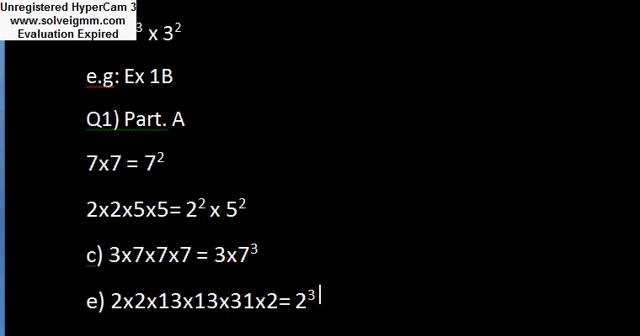 Unregistered HyperCam 3
www.solveigmm.com
Evaluation Expired
³ x 3²
e.g: Ex 1B
Q1) Part. A
7x7 = 7²
2x2x5x5= 2² x 5²
c) 3x7x7x7 = 3x7³
e) 2x2x13x13x31x2= 2³